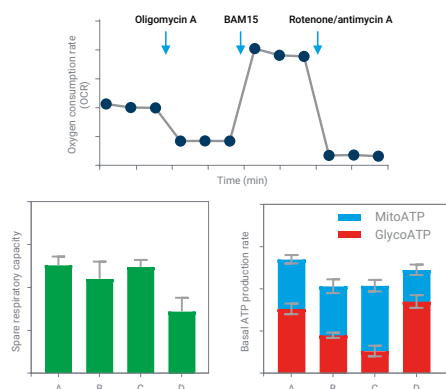 Oligomycin A
BAM15
Rotenone/antimycin A
Oxygen consumption rate
(OCR)
Time (min)
Spare respiratory capacity
A
B
C
D
Basal ATP production rate
MitoATP
GlycoATP
A
B
C
D